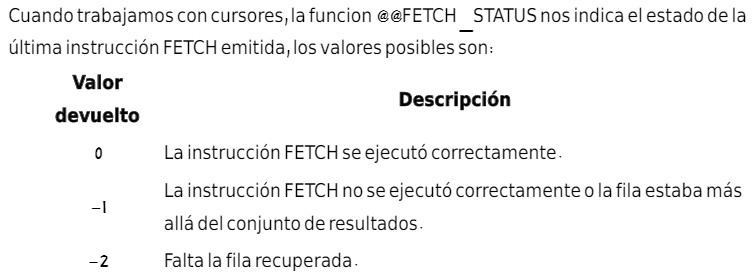 Cuando trabajamos con cursores, la funcion @@FETCH _STATUS nos indica el estado de la
última instrucción FETCH emitida, los valores posibles son:
Valor
devuelto
Descripción
0 La instrucción FETCH se ejecutó correctamente.
-1 La instrucción FETCH no se ejecutó correctamente o la fila estaba más
allá del conjunto de resultados.
-2 Falta la fila recuperada.